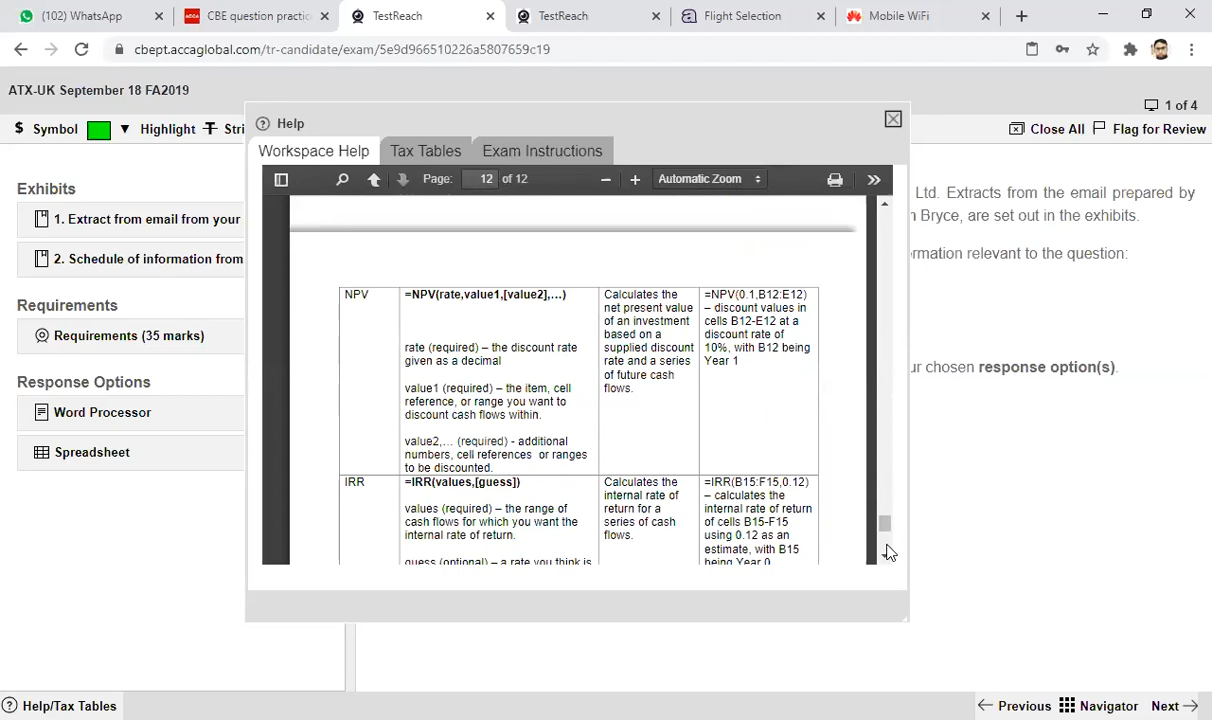 (102) WhatsApp
CBE question practic
TestReach
TestReach
Flight Selection
Mobile WiFi
cbept.accaglobal.com/tr-candidate/exam/5e9d966510226a5807659c19
ATX-UK September 18 FA2019
1 of 4
$ Symbol
Highlight
T Stri
Close All
Flag for Review
Help
Workspace Help
Tax Tables
Exam Instructions
Page: 12 of 12
Automatic Zoom
Exhibits
1. Extract from email from your
2. Schedule of information from
Requirements
Requirements (35 marks)
Response Options
Word Processor
Spreadsheet
Ltd. Extracts from the email prepared by
n Bryce, are set out in the exhibits.
ormation relevant to the question:
ur chosen response option(s).
NPV
=NPV(rate,value1,[value2],...)
rate (required) – the discount rate
given as a decimal
value1 (required) – the item, cell
reference, or range you want to
discount cash flows within.
value2,... (required) - additional
numbers, cell references or ranges
to be discounted.
Calculates the
net present value
of an investment
based on a
supplied discount
rate and a series
of future cash
flows.
=NPV(0.1,B12:E12)
– discount values in
cells B12-E12 at a
discount rate of
10%, with B12 being
Year 1
IRR
=IRR(values,[guess])
values (required) – the range of
cash flows for which you want the
internal rate of return.
guess (optional) – a rate you think is
Calculates the
internal rate of
return for a
series of cash
flows.
=IRR(B15:F15,0.12)
– calculates the
internal rate of return
of cells B15-F15
using 0.12 as an
estimate, with B15
being Year 0
Help/Tax Tables
Previous
Navigator
Next